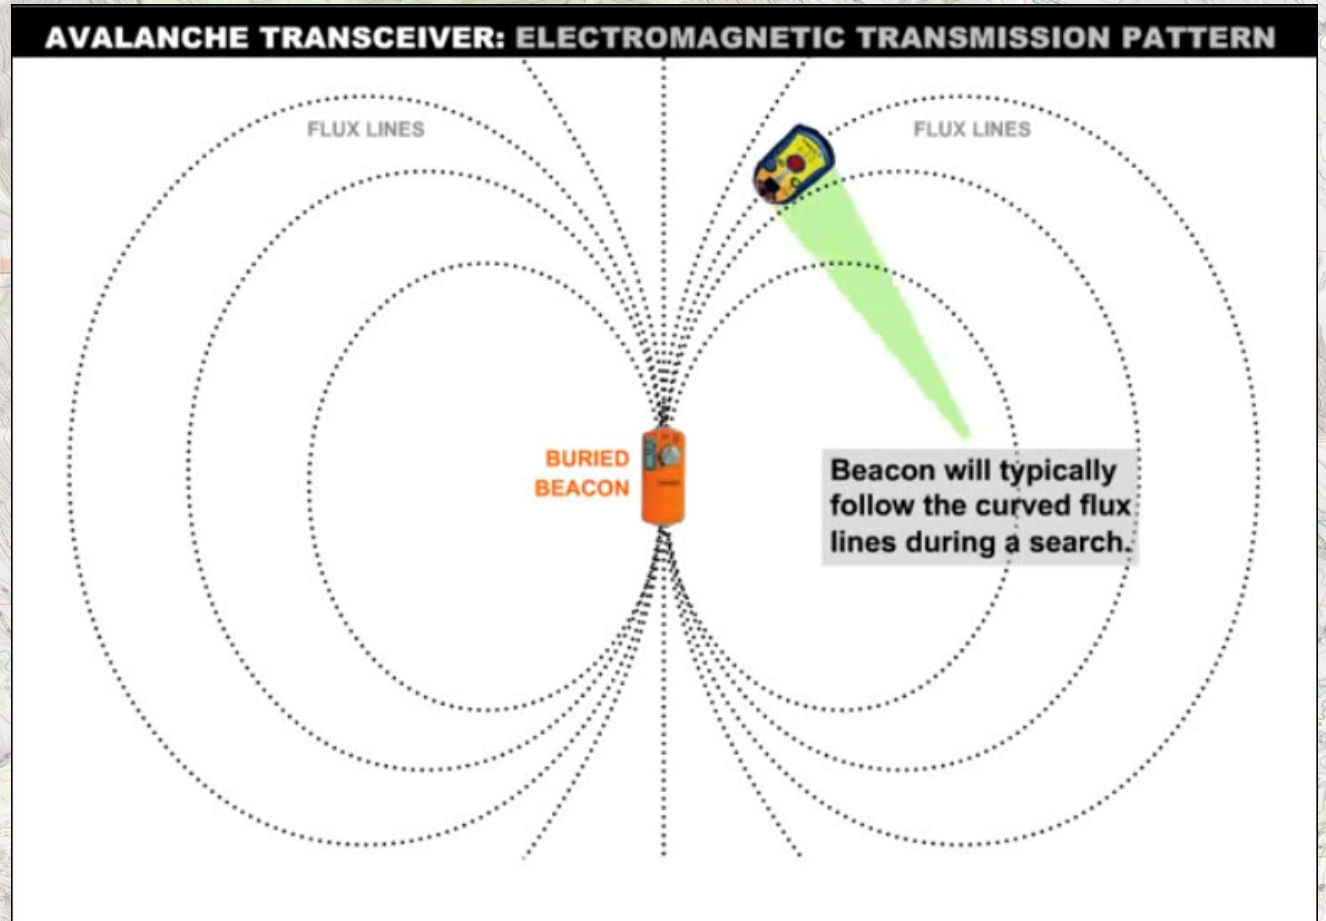 AVALANCHE TRANSCEIVER: ELECTROMAGNETIC TRANSMISSION PATTERN
FLUX LINES
FLUX LINES
BURIED
BEACON
Beacon will typically
follow the curved flux
lines during a search.